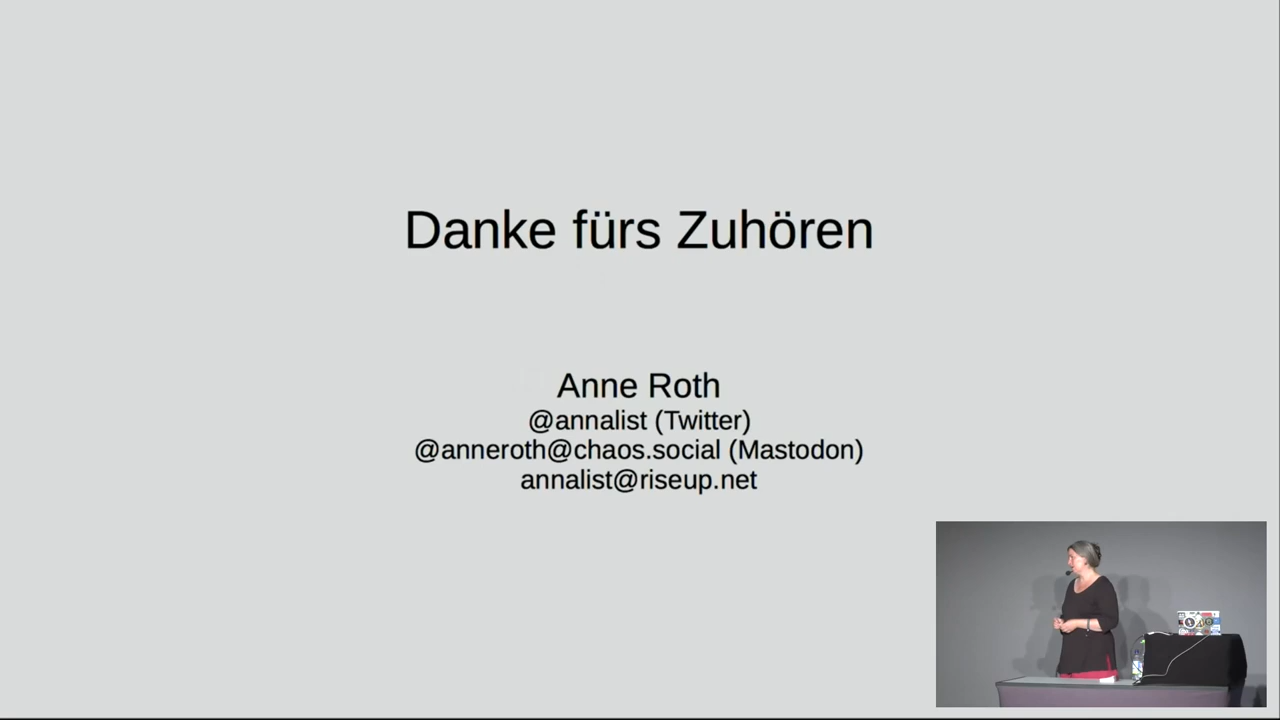 Danke fürs Zuhören
Anne Roth
@annalist (Twitter)
@anneroth@chaos.social (Mastodon)
annalist@riseup.net